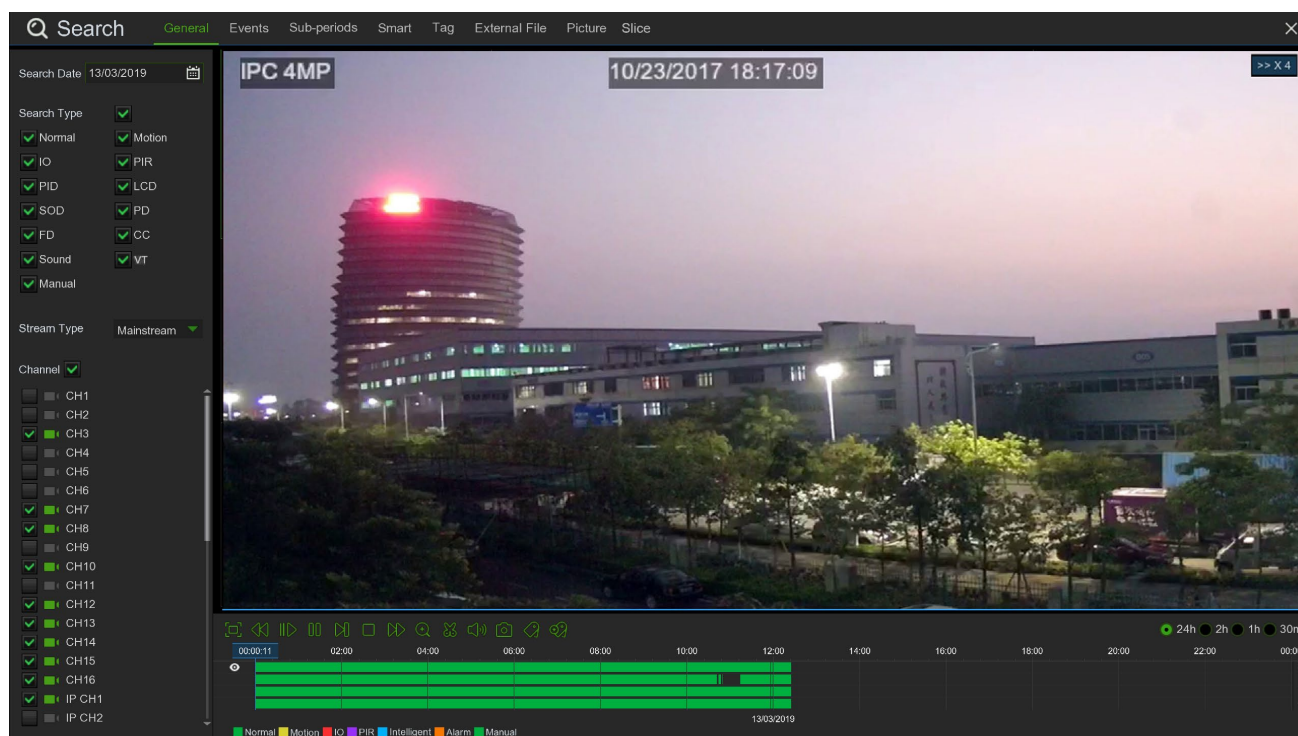 Search General Events Sub-periods Smart Tag External File Picture Slice
Search Date 13/03/2019
IPC 4MP 10/23/2017 18:17:09 >> X 4
Search Type
Normal Motion
IO PIR
PID LCD
SOD PD
FD CC
Sound VT
Manual
Stream Type Mainstream
Channel
CH1
CH2
CH3
CH4
CH5
CH6
CH7
CH8
CH9
CH10
CH11
CH12
CH13
CH14
CH15
CH16
IP CH1
IP CH2
24h 2h 1h 30m
00:00:11 02:00 04:00 06:00 08:00 10:00 12:00 14:00 16:00 18:00 20:00 22:00 00:0
13/03/2019
Normal Motion IO PIR Intelligent Alarm Manual